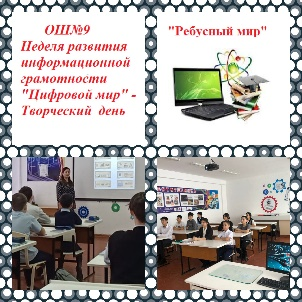 ОШ№9
Неделя развития
информационной
грамотности
"Цифровой мир" -
Творческий  день
"Ребусный мир"